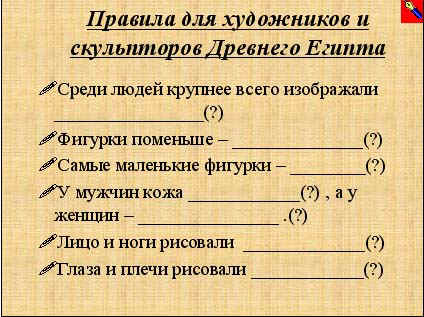 Правила для художников и
скульпторов Древнего Египта
Среди людей крупнее всего изображали
________________(?)
Фигурки поменьше – ______________(?)
Самые маленькие фигурки – ________(?)
У мужчин кожа ____________(?) , а у
женщин – _______________ .(?)
Лицо и ноги рисовали _____________(?)
Глаза и плечи рисовали ____________(?)